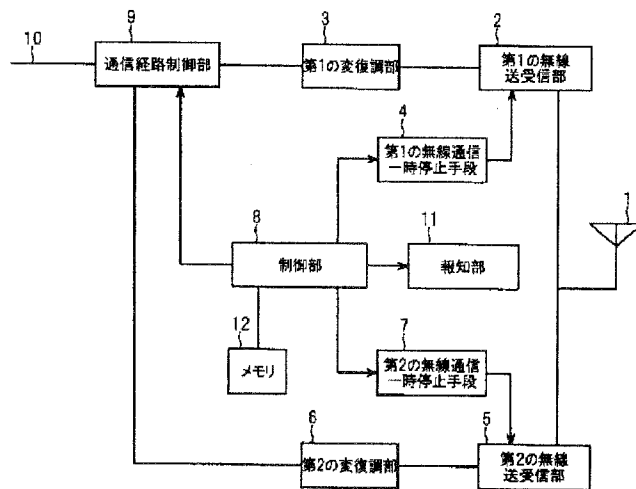 9
3
2
10
通信経路制御部
第1の変復調部
第1の無線
送受信部
4
第1の無線通信
一時停止手段
1
8
11
制御部
報知部
12
メモリ
7
第2の無線通信
一時停止手段
6
5
第2の変復調部
第2の無線
送受信部